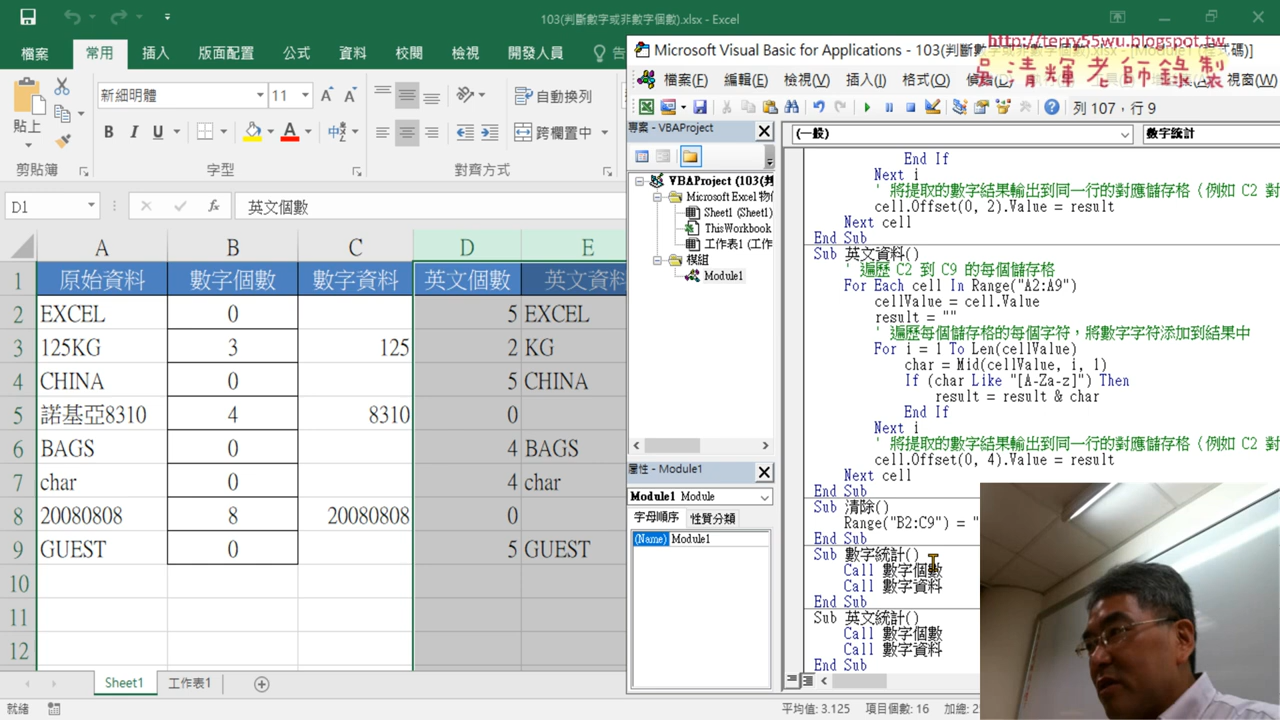 103(判斷數字或非數字個數).xlsx - Excel
檔案 常用 插入 版面配置 公式 資料 校閱 檢視 開發人員 告
http://terry55wu.blogspot.tw
吳清輝老師錄製
Microsoft Visual Basic for Applications - 103(判斷數字或非數字個數).xlsx - [Module1 (程式碼)]
檔案(F) 編輯(E) 檢視(V) 插入(I) 格式(O) 視窗(W)
列 107，行 9
貼上
新細明體 11
自動換列
B I U A 中
跨欄置中
剪貼簿 字型 對齊方式
D1 fx 英文個數
專案 - VBAProject
VBAProject (103(判
Microsoft Excel 物
Sheet1 (Sheet1)
ThisWorkbook
工作表1 (工作
模組
Module1
屬性 - Module1
Module1 Module
字母順序 性質分類
(Name) Module1
(一般) 數字統計
A B C D E
1 原始資料 數字個數 數字資料 英文個數 英文資料
2 EXCEL 0 5 EXCEL
3 125KG 3 125 2 KG
4 CHINA 0 5 CHINA
5 諾基亞8310 4 8310 0
6 BAGS 0 4 BAGS
7 char 0 4 char
8 20080808 8 20080808 0
9 GUEST 0 5 GUEST
10
11
12
End If
Next i
' 將提取的數字結果輸出到同一行的對應儲存格（例如 C2 對
cell.Offset(0, 2).Value = result
Next cell
End Sub
Sub 英文資料()
' 遍歷 C2 到 C9 的每個儲存格
For Each cell In Range("A2:A9")
cellValue = cell.Value
result = ""
' 遍歷每個儲存格的每個字符，將數字字符添加到結果中
For i = 1 To Len(cellValue)
char = Mid(cellValue, i, 1)
If (char Like "[A-Za-z]") Then
result = result & char
End If
Next i
' 將提取的數字結果輸出到同一行的對應儲存格（例如 C2 對
cell.Offset(0, 4).Value = result
Next cell
End Sub
Sub 清除()
Range("B2:C9") = "
End Sub
Sub 數字統計()
Call 數字個數
Call 數字資料
End Sub
Sub 英文統計()
Call 數字個數
Call 數字資料
End Sub
Sheet1 工作表1
就緒 平均值: 3.125 項目個數: 16 加總: 2